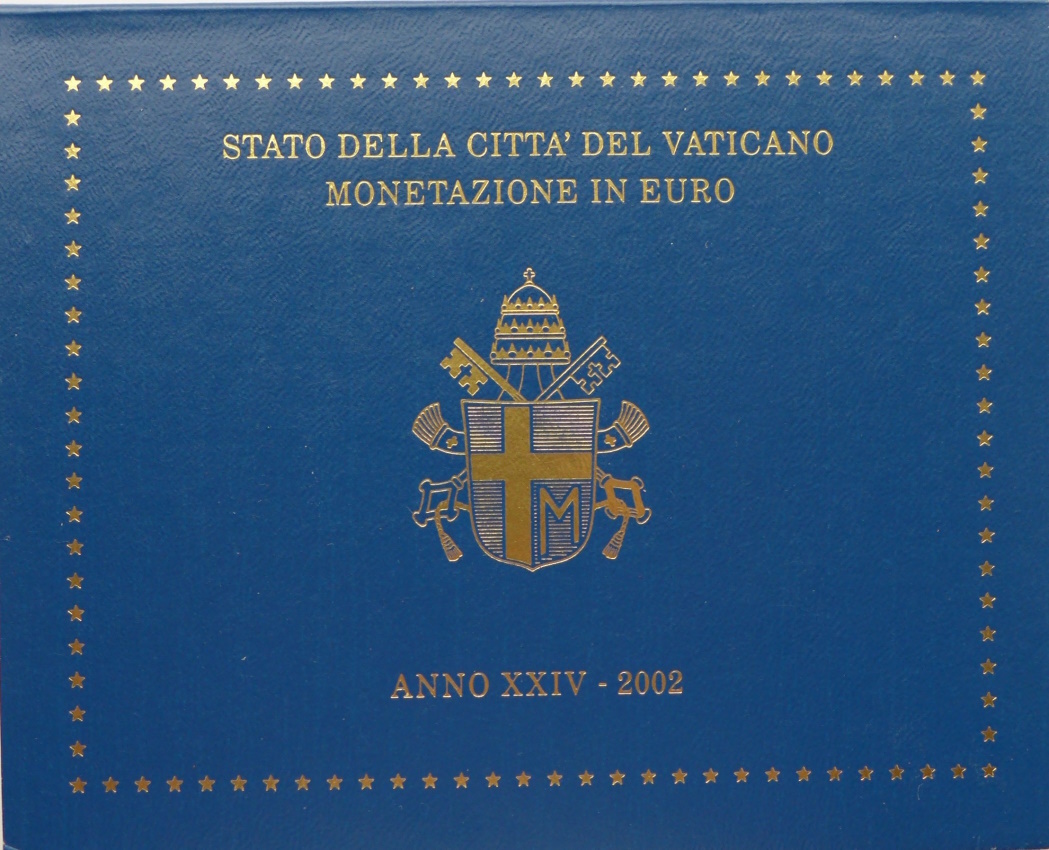 STATO DELLA CITTA' DEL VATICANO
MONETAZIONE IN EURO
M
ANNO XXIV - 2002